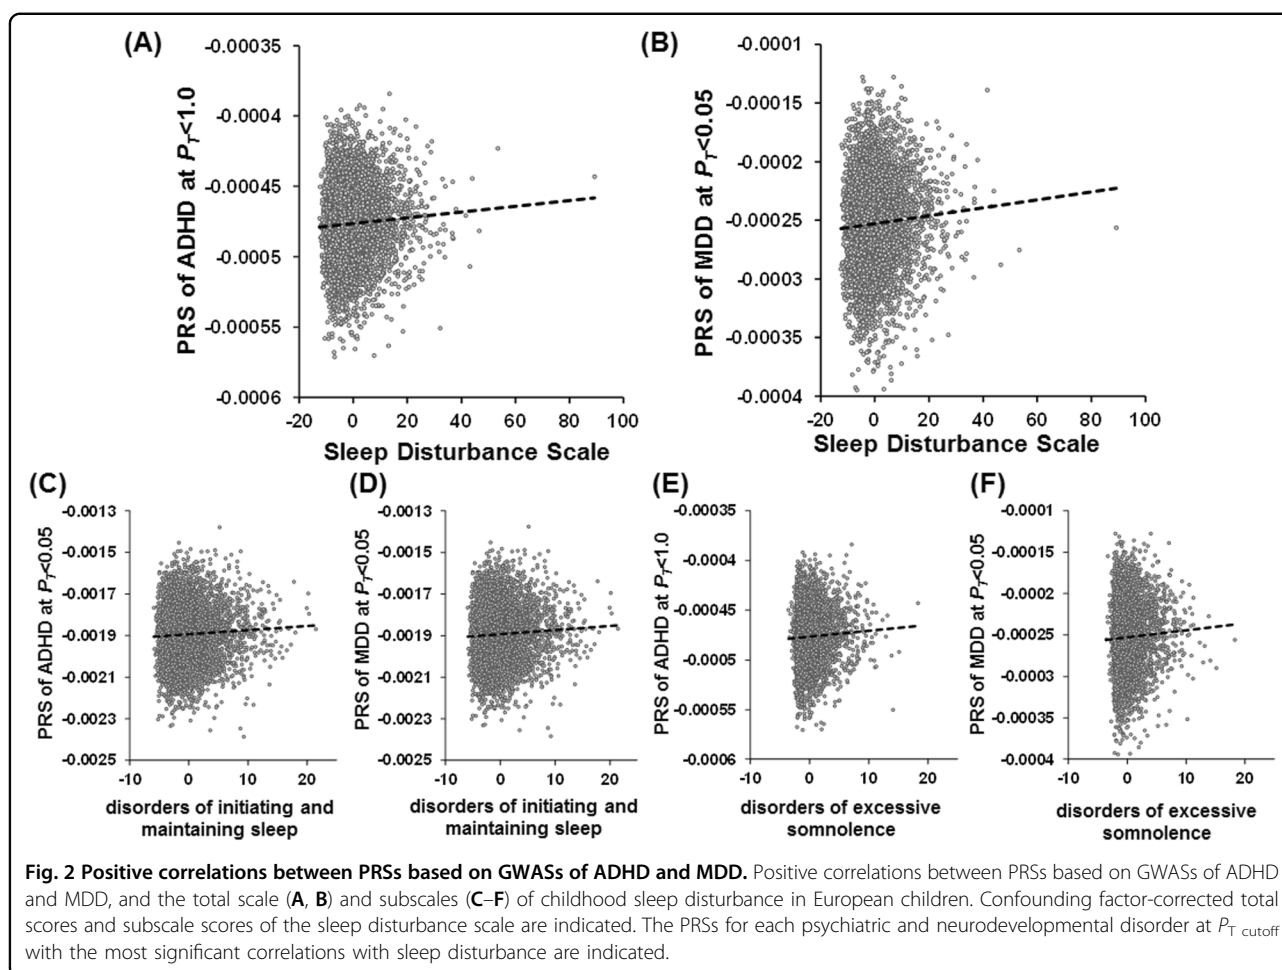 (A)
PRS of ADHD at P_T<1.0
-0.00035
-0.0004
-0.00045
-0.0005
-0.00055
-0.0006
-20 0 20 40 60 80 100
Sleep Disturbance Scale
(B)
PRS of MDD at P_T<0.05
-0.0001
-0.00015
-0.0002
-0.00025
-0.0003
-0.00035
-0.0004
-20 0 20 40 60 80 100
Sleep Disturbance Scale
(C)
PRS of ADHD at P_T<0.05
-0.0013
-0.0015
-0.0017
-0.0019
-0.0021
-0.0023
-0.0025
-10 0 10 20
disorders of initiating and
maintaining sleep
(D)
PRS of MDD at P_T<0.05
-0.0013
-0.0015
-0.0017
-0.0019
-0.0021
-0.0023
-0.0025
-10 0 10 20
disorders of initiating and
maintaining sleep
(E)
PRS of ADHD at P_T<1.0
-0.00035
-0.0004
-0.00045
-0.0005
-0.00055
-0.0006
-10 0 10 20
disorders of excessive
somnolence
(F)
PRS of MDD at P_T<0.05
-0.0001
-0.00015
-0.0002
-0.00025
-0.0003
-0.00035
-0.0004
-10 0 10 20
disorders of excessive
somnolence
Fig. 2 Positive correlations between PRSs based on GWASs of ADHD and MDD. Positive correlations between PRSs based on GWASs of ADHD
and MDD, and the total scale (A, B) and subscales (C–F) of childhood sleep disturbance in European children. Confounding factor-corrected total
scores and subscale scores of the sleep disturbance scale are indicated. The PRSs for each psychiatric and neurodevelopmental disorder at P_T cutoff
with the most significant correlations with sleep disturbance are indicated.